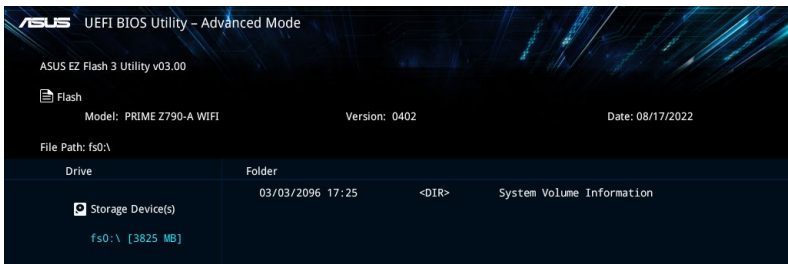 ASUS UEFI BIOS Utility – Advanced Mode
ASUS EZ Flash 3 Utility v03.00
Flash
Model: PRIME Z790-A WIFI Version: 0402 Date: 08/17/2022
File Path: fs0:\
Drive Folder
03/03/2096 17:25 <DIR> System Volume Information
Storage Device(s)
fs0:\ [3825 MB]